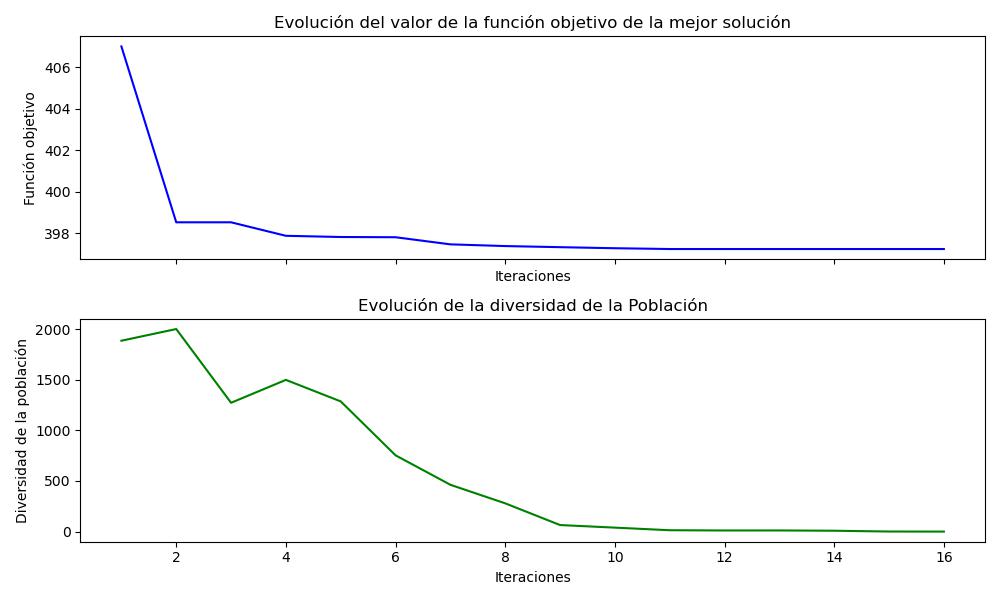 Evolución del valor de la función objetivo de la mejor solución
406
404
402
400
398
Función objetivo
Iteraciones
Evolución de la diversidad de la Población
2000
1500
1000
500
0
Diversidad de la población
2 4 6 8 10 12 14 16
Iteraciones